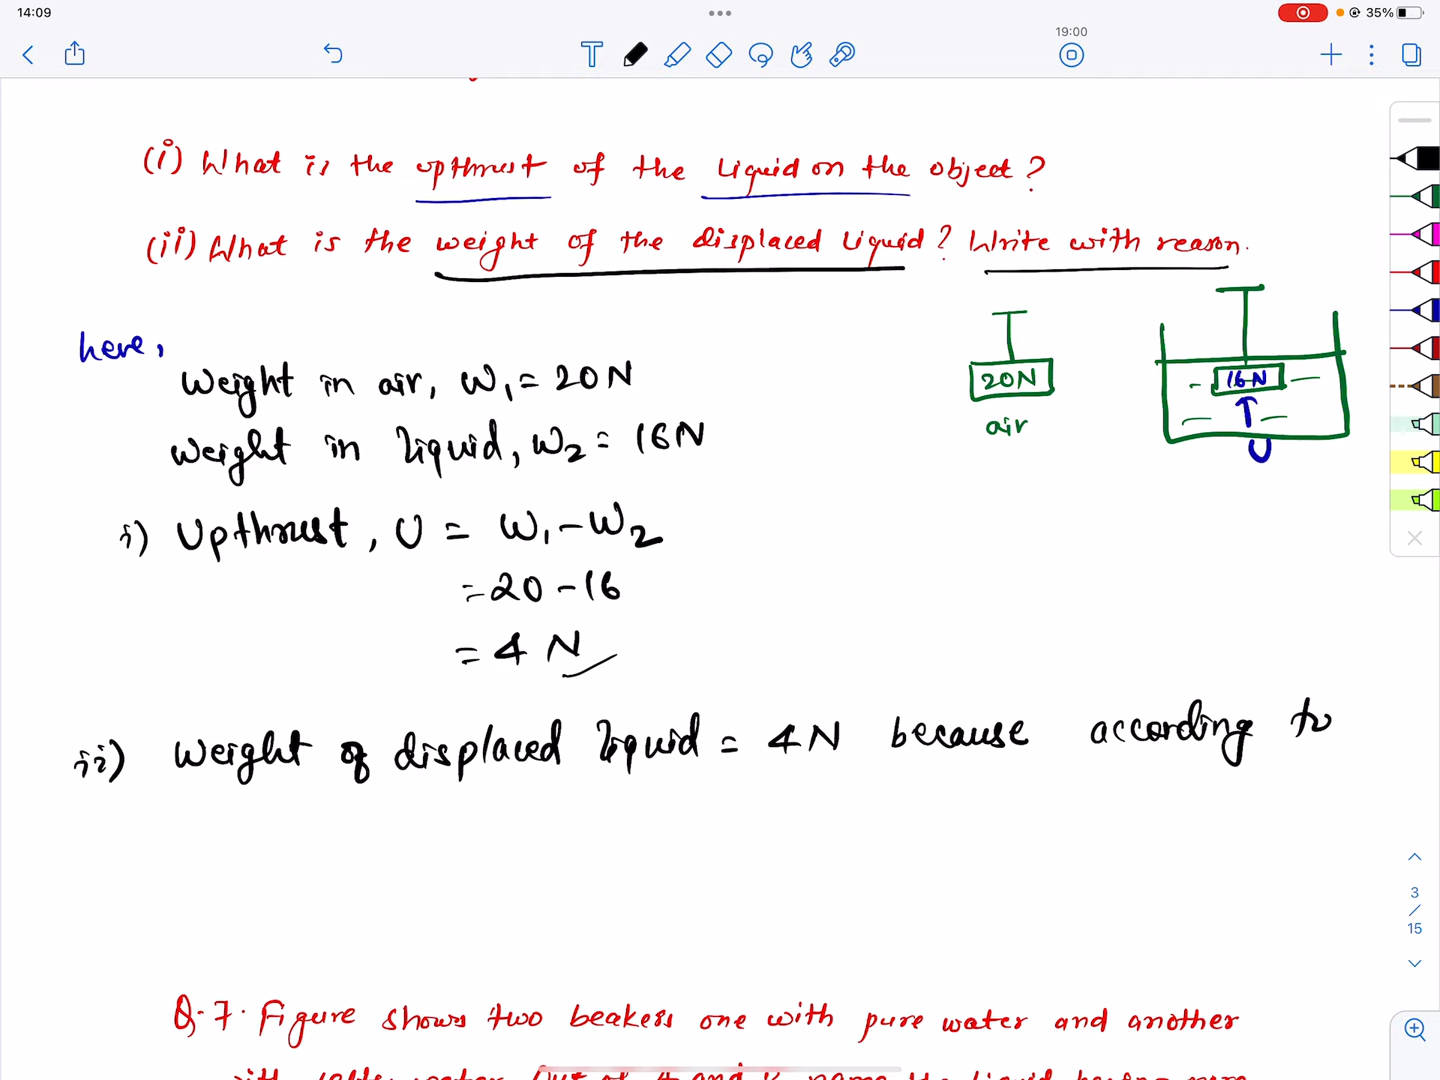 14:09
35%
19:00
(i) What is the upthrust of the liquid on the object?
(ii) What is the weight of the displaced liquid? Write with reason.
here,
Weight in air, W₁ = 20N
Weight in liquid, W₂ = 16N
20N
air
16N
U
i) Upthrust, U = W₁ - W₂
= 20 - 16
= 4 N
ii) Weight of displaced liquid = 4N because according to
3
/
15
Q.7. Figure shows two beakers one with pure water and another